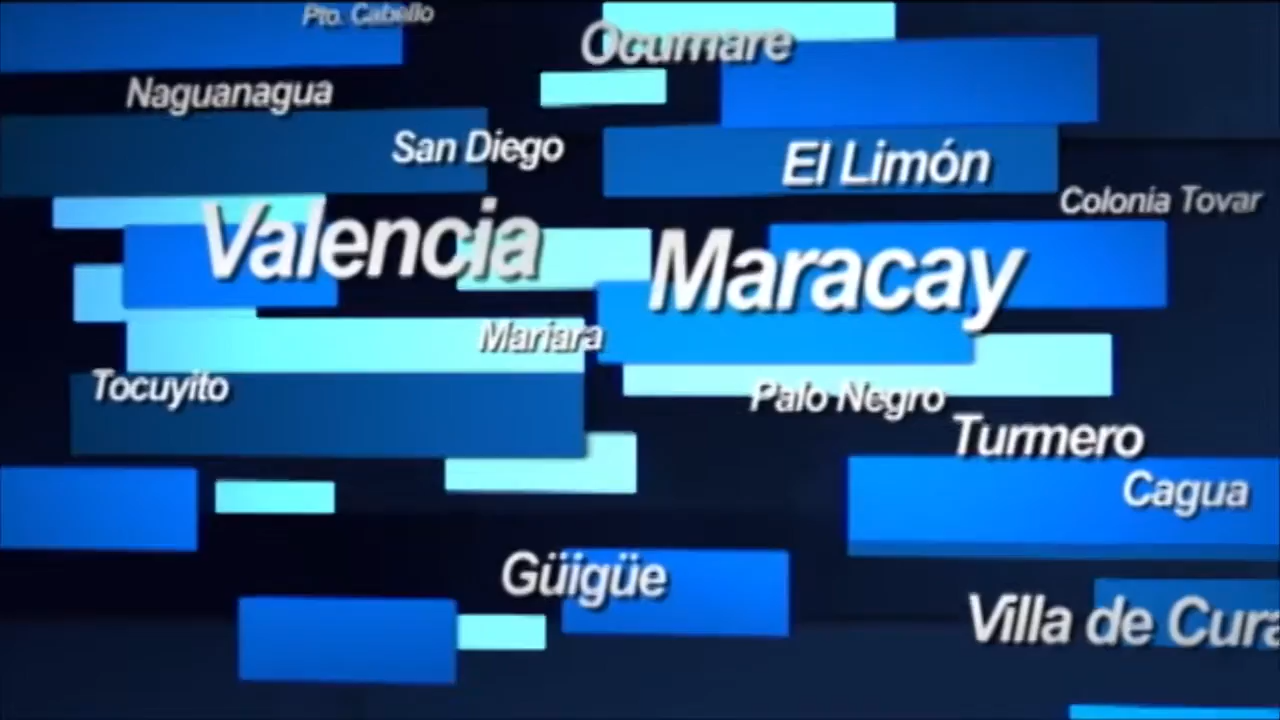 Pto. Cabello
Ocumare
Naguanagua
San Diego
El Limón
Colonia Tovar
Valencia
Maracay
Mariara
Tocuyito
Palo Negro
Turmero
Cagua
Güigüe
Villa de Cura